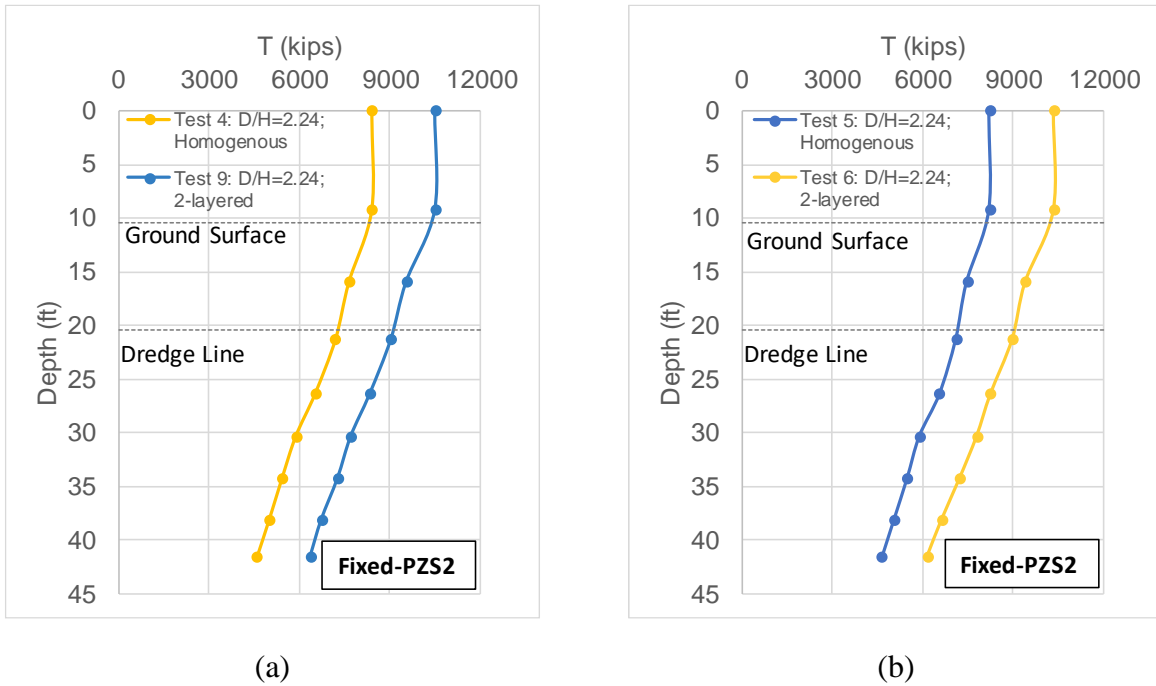 T (kips)
0 3000 6000 9000 12000
0
5
10
15
20
25
30
35
40
45
Depth (ft)
Test 4: D/H=2.24;
Homogenous
Test 9: D/H=2.24;
2-layered
Ground Surface
Dredge Line
Fixed-PZS2
(a)
T (kips)
0 3000 6000 9000 12000
0
5
10
15
20
25
30
35
40
45
Depth (ft)
Test 5: D/H=2.24;
Homogenous
Test 6: D/H=2.24;
2-layered
Ground Surface
Dredge Line
Fixed-PZS2
(b)